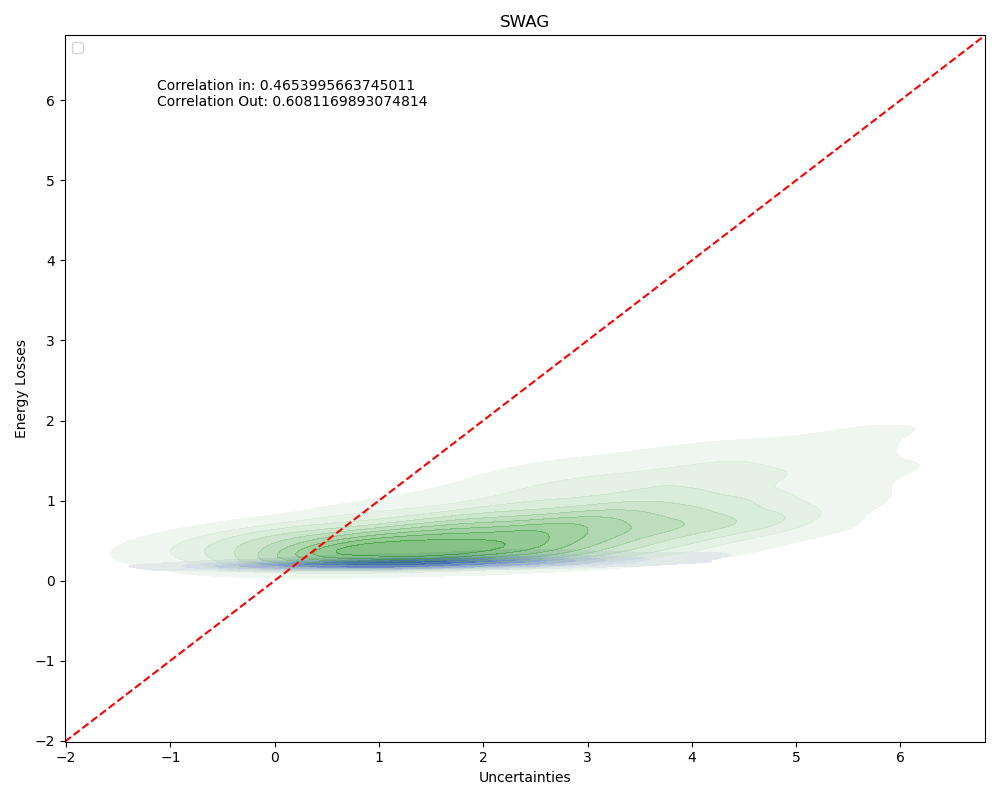 SWAG
Correlation in: 0.4653995663745011
Correlation Out: 0.6081169893074814
6
5
4
3
2
1
0
−1
−2
Energy Losses
−2 −1 0 1 2 3 4 5 6
Uncertainties